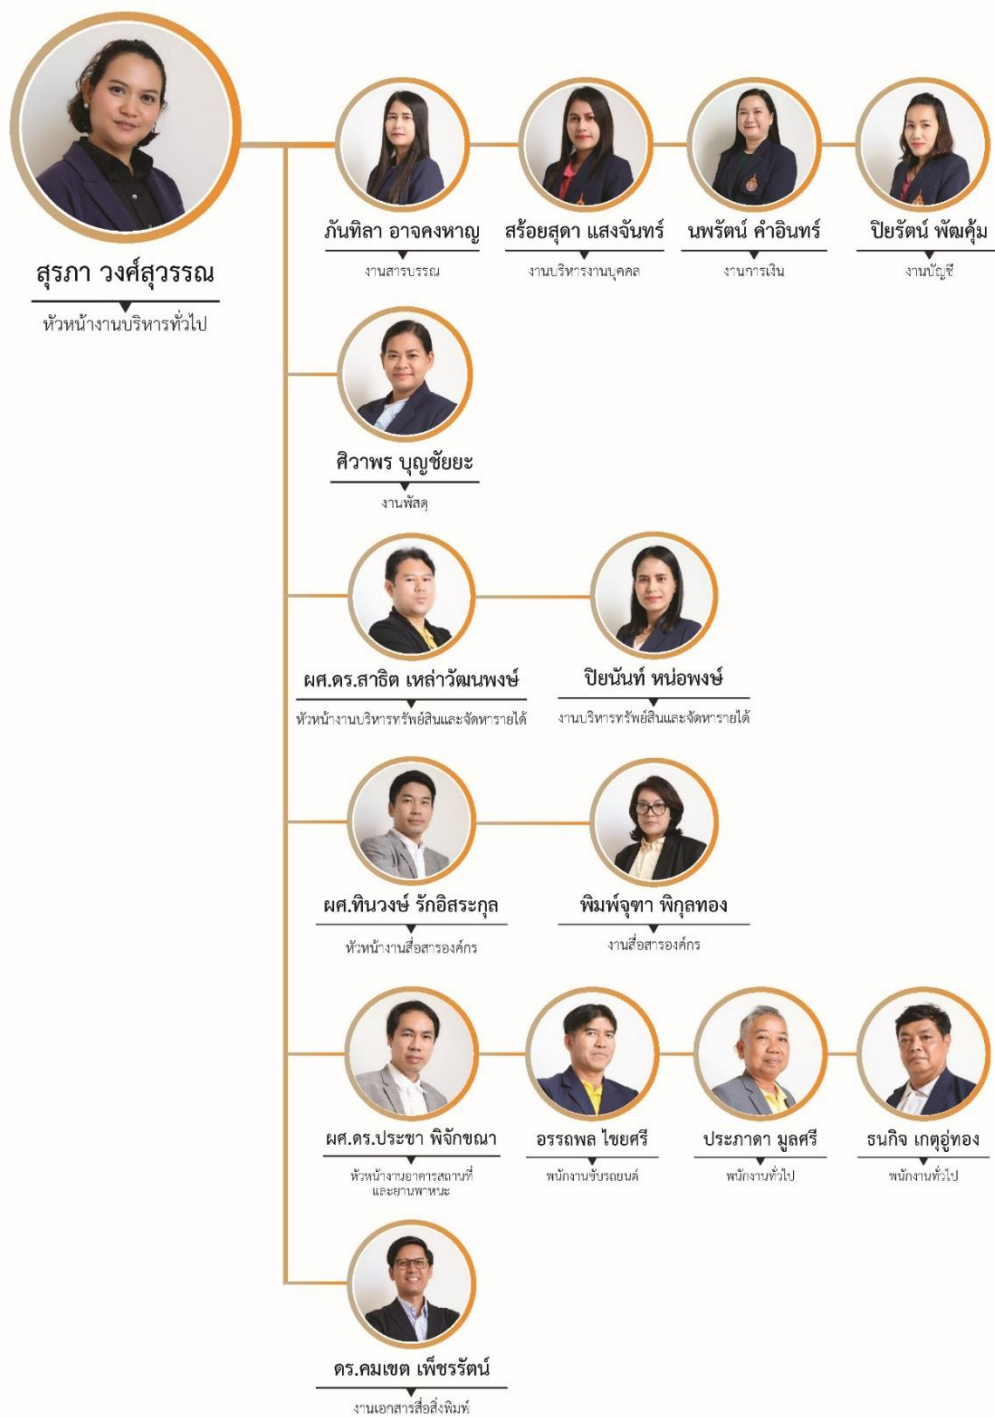 สุรภา วงศ์สุวรรณ
หัวหน้างานบริหารทั่วไป
ภันทิลา อาจคงหาญ
งานสารบรรณ
สร้อยสุดา แสงจันทร์
งานบริหารงานบุคคล
นพรัตน์ คำอินทร์
งานการเงิน
ปิยรัตน์ พัฒคุ้ม
งานบัญชี
ศิวาพร บุญชัยยะ
งานพัสดุ
ผศ.ดร.สาธิต เหล่าวัฒนพงษ์
หัวหน้างานบริหารทรัพย์สินและจัดหารายได้
ปิยนันท์ หน่อพงษ์
งานบริหารทรัพย์สินและจัดหารายได้
ผศ.ทินวงษ์ รักอิสระกุล
หัวหน้างานสื่อสารองค์กร
พิมพ์จุฑา พิกุลทอง
งานสื่อสารองค์กร
ผศ.ดร.ประชา พิจักขณา
หัวหน้างานอาคารสถานที่
และยานพาหนะ
อรรถพล ไชยศรี
พนักงานขับรถยนต์
ประภาดา มูลศรี
พนักงานทั่วไป
ธนกิจ เกตุอู่ทอง
พนักงานทั่วไป
ดร.คมเขต เพ็ชรรัตน์
งานเอกสารสื่อสิ่งพิมพ์